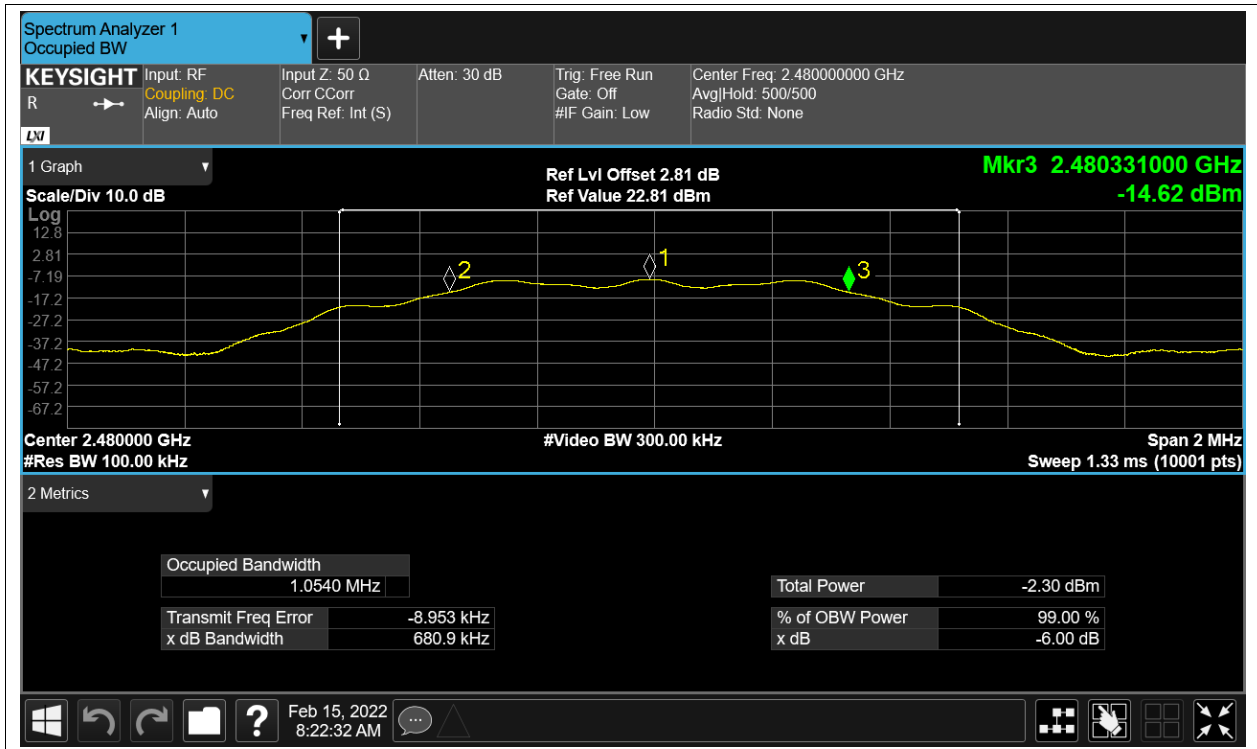 Spectrum Analyzer 1
Occupied BW
KEYSIGHT
R
LXI
Input: RF
Coupling: DC
Align: Auto
Input Z: 50 Ω
Corr CCorr
Freq Ref: Int (S)
Atten: 30 dB
Trig: Free Run
Gate: Off
#IF Gain: Low
Center Freq: 2.480000000 GHz
Avg|Hold: 500/500
Radio Std: None
1 Graph
Scale/Div 10.0 dB
Ref Lvl Offset 2.81 dB
Ref Value 22.81 dBm
Mkr3 2.480331000 GHz
-14.62 dBm
Log
12.8
2.81
-7.19
-17.2
-27.2
-37.2
-47.2
-57.2
-67.2
2
1
3
Center 2.480000 GHz
#Res BW 100.00 kHz
#Video BW 300.00 kHz
Span 2 MHz
Sweep 1.33 ms (10001 pts)
2 Metrics
Occupied Bandwidth
1.0540 MHz
Transmit Freq Error -8.953 kHz
x dB Bandwidth 680.9 kHz
Total Power -2.30 dBm
% of OBW Power 99.00 %
x dB -6.00 dB
?
Feb 15, 2022
8:22:32 AM